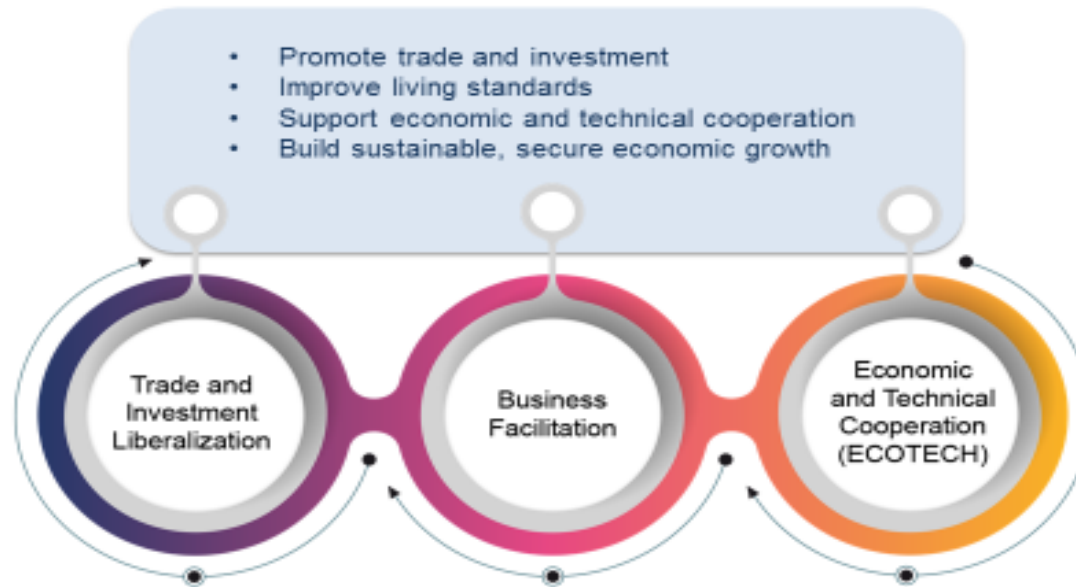 • Promote trade and investment
• Improve living standards
• Support economic and technical cooperation
• Build sustainable, secure economic growth
Trade and
Investment
Liberalization
Business
Facilitation
Economic
and Technical
Cooperation
(ECOTECH)